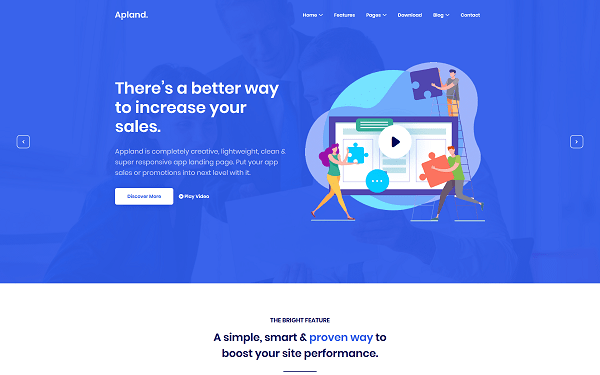 Apland.
Home Features Pages Download Blog Contact
There's a better way
to increase your
sales.
Appland is completely creative, lightweight, clean &
super responsive app landing page. Put your app
sales or promotions into next level with it.
Discover More Play Video
THE BRIGHT FEATURE
A simple, smart & proven way to
boost your site performance.